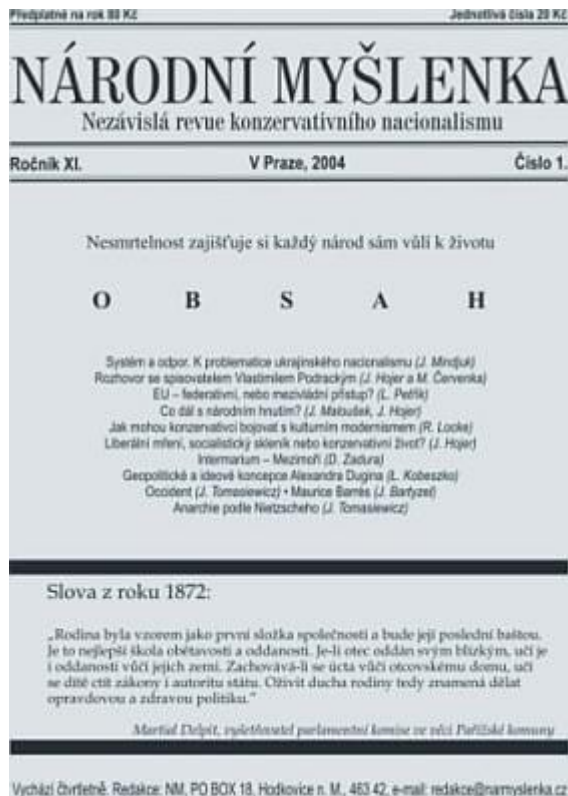 Předplatné na rok 80 Kč Jednotlivá čísla 20 Kč
NÁRODNÍ MYŠLENKA
Nezávislá revue konzervativního nacionalismu
Ročník XI. V Praze, 2004 Číslo 1.
Nesmrtelnost zajišťuje si každý národ sám vůlí k životu
O B S A H
Systém a odpor. K problematice ukrajinského nacionalismu (J. Mindjuk)
Rozhovor se spisovatelem Vlastimilem Podrackým (J. Hojer a M. Červenka)
EU – federativní, nebo mezivládní přístup? (L. Petřík)
Co dál s národním hnutím? (J. Maloušek, J. Hojer)
Jak mohou konzervativci bojovat s kulturním modernismem (R. Locke)
Liberální mření, socialistický skleník nebo konzervativní život? (J. Hojer)
Intermarium – Mezimoří (D. Zadura)
Geopolitické a ideové koncepce Alexandra Dugina (L. Kobeszko)
Occident (J. Tomasiewicz) • Maurice Barrès (J. Bartyzel)
Anarchie podle Nietzscheho (J. Tomasiewicz)
Slova z roku 1872:
„Rodina byla vzorem jako první složka společnosti a bude její poslední baštou.
Je to nejlepší škola obětavosti a oddanosti. Je-li otec oddán svým blízkým, učí je
i oddanosti vůči jejich zemi. Zachovává-li se úcta vůči otcovskému domu, učí
se dítě ctít zákony i autoritu státu. Oživit ducha rodiny tedy znamená dělat
opravdovou a zdravou politiku."
Martial Delpit, vyšetřovatel parlamentní komise ve věci Pařížské komuny
Vychází čtvrtletně. Redakce: NM, PO BOX 18, Hodkovice n. M., 463 42, e-mail: redakce@narmyslenka.cz